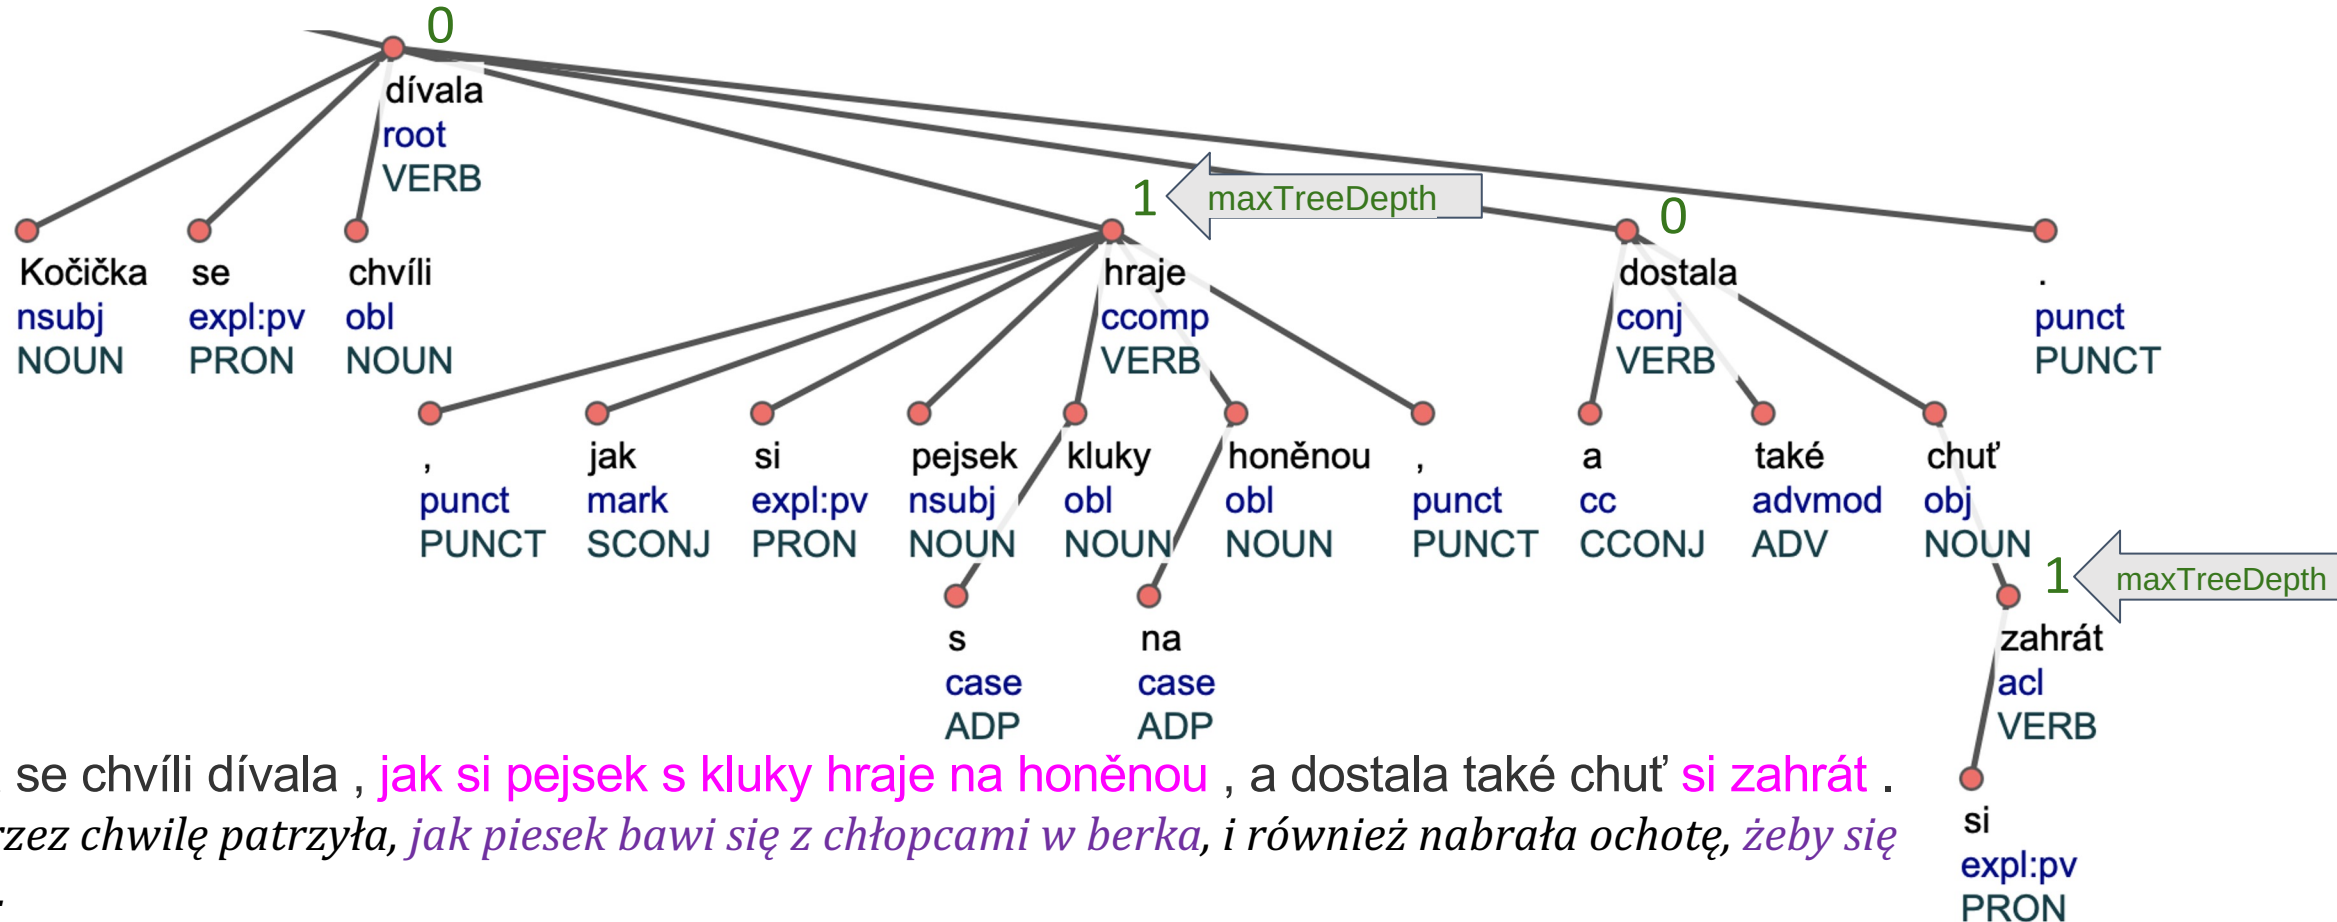 0
dívala
root
VERB
1 maxTreeDepth 0
Kočička se chvíli hraje dostala .
nsubj expl:pv obl ccomp conj punct
NOUN PRON NOUN VERB VERB PUNCT
, jak si pejsek kluky honěnou , a také chuť
punct mark expl:pv nsubj obl obl punct cc advmod obj
PUNCT SCONJ PRON NOUN NOUN NOUN PUNCT CCONJ ADV NOUN
1 maxTreeDepth
s na zahrát
case case acl
ADP ADP VERB
se chvíli dívala , jak si pejsek s kluky hraje na honěnou , a dostala také chuť si zahrát .
si
rzez chwilę patrzyła, jak piesek bawi się z chłopcami w berka, i również nabrała ochotę, żeby się
expl:pv
PRON